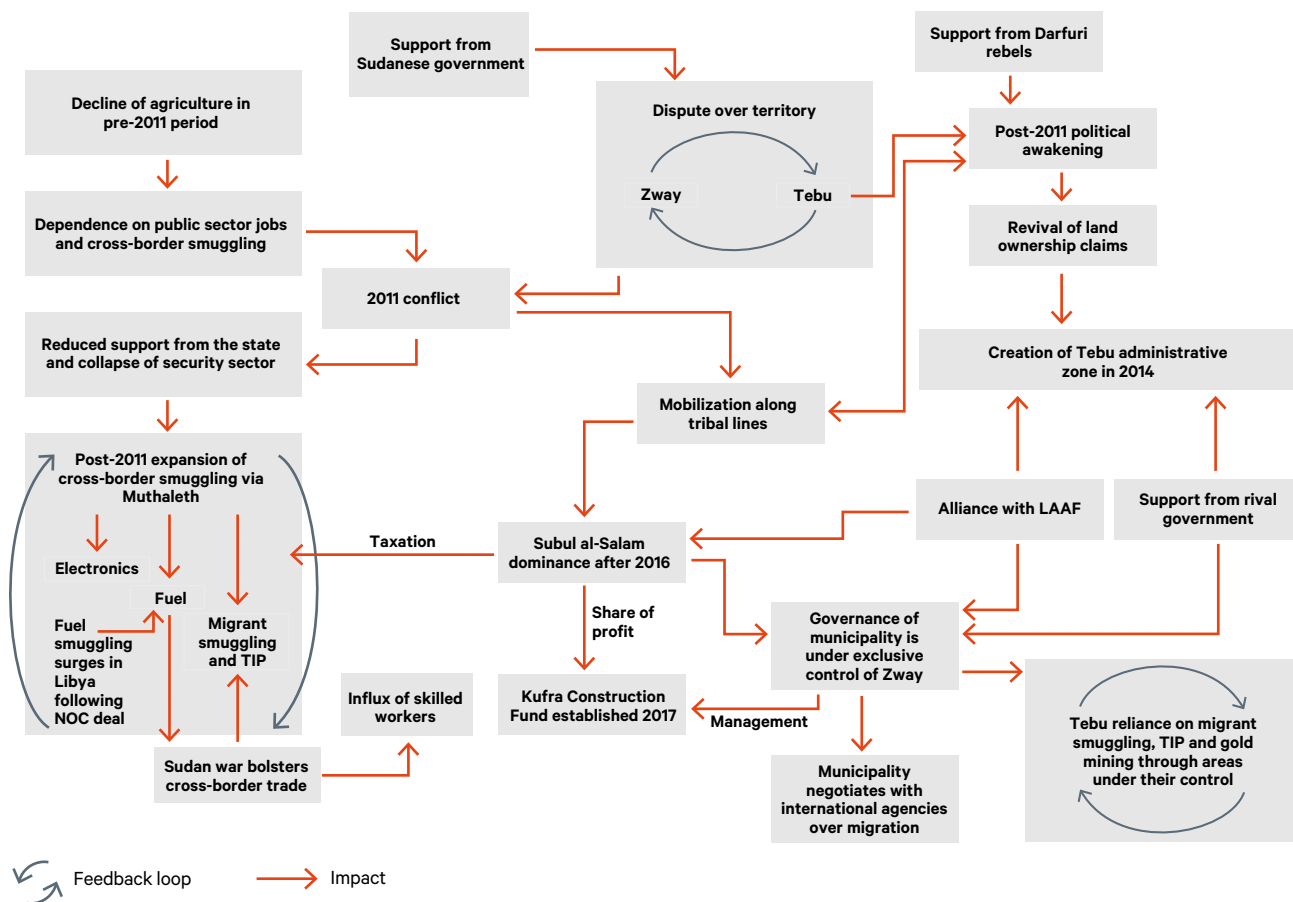 Support from
Sudanese government
Support from Darfuri
rebels
Decline of agriculture in
pre-2011 period
Dispute over territory
Zway
Tebu
Post-2011 political
awakening
Dependence on public sector jobs
and cross-border smuggling
Revival of land
ownership claims
2011 conflict
Reduced support from the state
and collapse of security sector
Creation of Tebu administrative
zone in 2014
Mobilization along
tribal lines
Post-2011 expansion of
cross-border smuggling via
Muthaleth
Electronics
Fuel
Migrant
smuggling
and TIP
Fuel
smuggling
surges in
Libya
following
NOC deal
Taxation
Subul al-Salam
dominance after 2016
Alliance with LAAF
Support from rival
government
Share of
profit
Governance of
municipality is
under exclusive
control of Zway
Influx of skilled
workers
Kufra Construction
Fund established 2017
Management
Tebu reliance on migrant
smuggling, TIP and gold
mining through areas
under their control
Sudan war bolsters
cross-border trade
Municipality
negotiates with
international agencies
over migration
Feedback loop
Impact